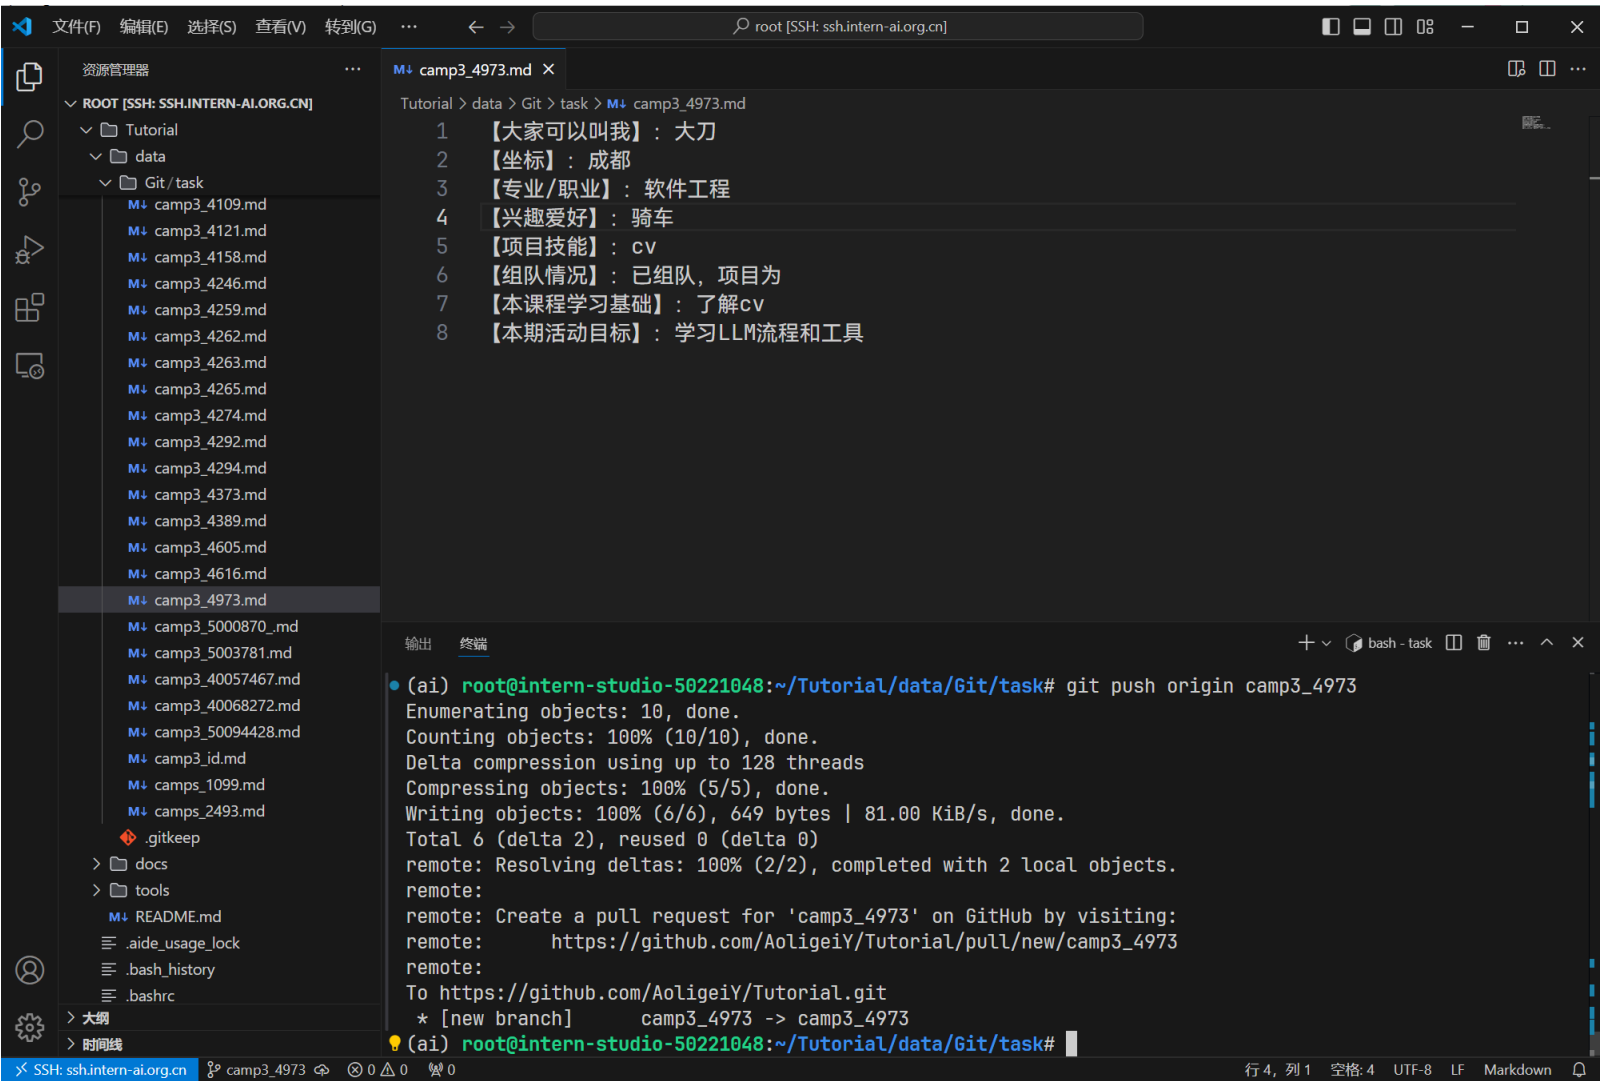 文件(F) 编辑(E) 选择(S) 查看(V) 转到(G) ··· root [SSH: ssh.intern-ai.org.cn]
资源管理器 ···
ROOT [SSH: SSH.INTERN-AI.ORG.CN]
Tutorial
data
Git/task
camp3_4109.md
camp3_4121.md
camp3_4158.md
camp3_4246.md
camp3_4259.md
camp3_4262.md
camp3_4263.md
camp3_4265.md
camp3_4274.md
camp3_4292.md
camp3_4294.md
camp3_4373.md
camp3_4389.md
camp3_4605.md
camp3_4616.md
camp3_4973.md
camp3_5000870_.md
camp3_5003781.md
camp3_40057467.md
camp3_40068272.md
camp3_50094428.md
camp3_id.md
camps_1099.md
camps_2493.md
.gitkeep
docs
tools
README.md
.aide_usage_lock
.bash_history
.bashrc
大纲
时间线
camp3_4973.md
Tutorial > data > Git > task > camp3_4973.md
1 【大家可以叫我】: 大刀
2 【坐标】: 成都
3 【专业/职业】: 软件工程
4 【兴趣爱好】: 骑车
5 【项目技能】: cv
6 【组队情况】: 已组队, 项目为
7 【本课程学习基础】: 了解cv
8 【本期活动目标】: 学习LLM流程和工具
输出 终端 bash - task
(ai) root@intern-studio-50221048:~/Tutorial/data/Git/task# git push origin camp3_4973
Enumerating objects: 10, done.
Counting objects: 100% (10/10), done.
Delta compression using up to 128 threads
Compressing objects: 100% (5/5), done.
Writing objects: 100% (6/6), 649 bytes | 81.00 KiB/s, done.
Total 6 (delta 2), reused 0 (delta 0)
remote: Resolving deltas: 100% (2/2), completed with 2 local objects.
remote:
remote: Create a pull request for 'camp3_4973' on GitHub by visiting:
remote:      https://github.com/AoligeiY/Tutorial/pull/new/camp3_4973
remote:
To https://github.com/AoligeiY/Tutorial.git
 * [new branch]      camp3_4973 -> camp3_4973
(ai) root@intern-studio-50221048:~/Tutorial/data/Git/task#
SSH: ssh.intern-ai.org.cn camp3_4973 0 0 0 行 4, 列 1 空格: 4 UTF-8 LF Markdown